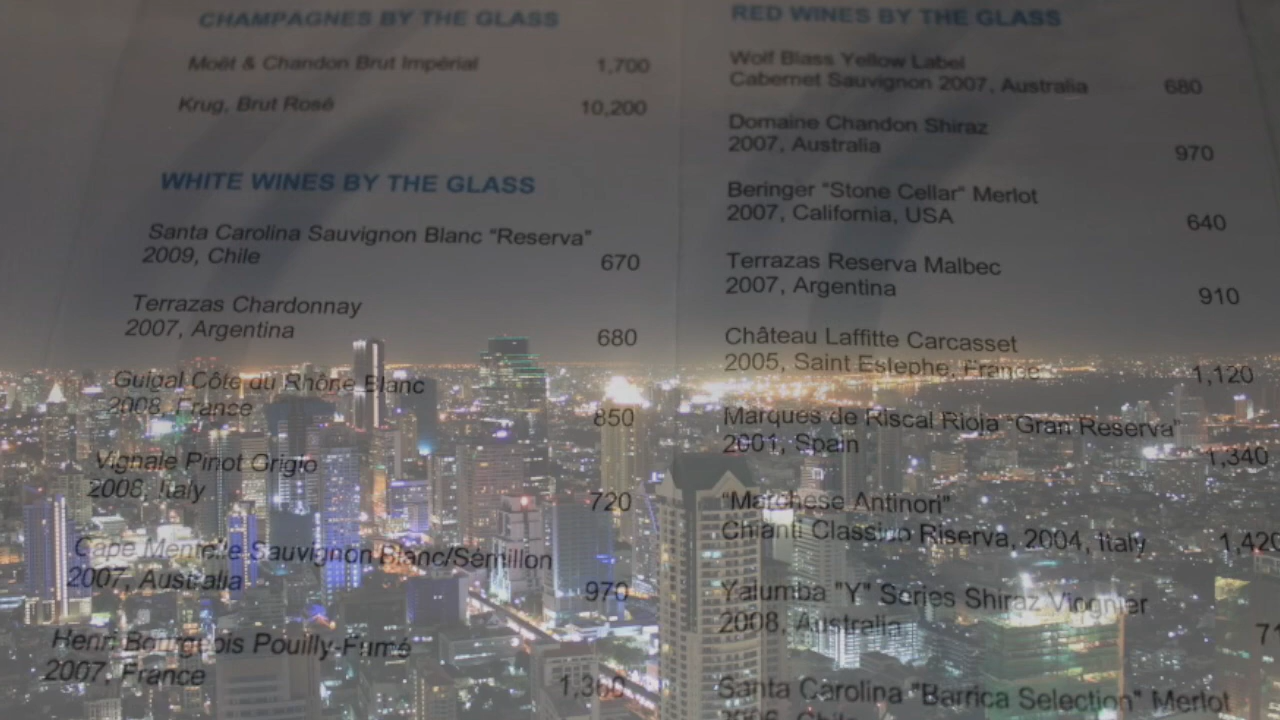 CHAMPAGNES BY THE GLASS
Moët & Chandon Brut Impérial 1,700
Krug, Brut Rosé 10,200
WHITE WINES BY THE GLASS
Santa Carolina Sauvignon Blanc "Reserva"
2009, Chile 670
Terrazas Chardonnay
2007, Argentina 680
Guigal Côte du Rhône Blanc
2008, France 850
Vignale Pinot Grigio
2008, Italy 720
Cape Mentelle Sauvignon Blanc/Sémillon
2007, Australia 970
Henri Bourgeois Pouilly-Fumé
2007, France 1,360
RED WINES BY THE GLASS
Wolf Blass Yellow Label
Cabernet Sauvignon 2007, Australia 680
Domaine Chandon Shiraz
2007, Australia 970
Beringer "Stone Cellar" Merlot
2007, California, USA 640
Terrazas Reserva Malbec
2007, Argentina 910
Château Laffitte Carcasset
2005, Saint Estephe, France 1,120
Marques de Riscal Rioja "Gran Reserva"
2001, Spain 1,340
"Marchese Antinori"
Chianti Classico Riserva, 2004, Italy 1,420
Yalumba "Y" Series Shiraz Viognier
2008, Australia
Santa Carolina "Barrica Selection" Merlot